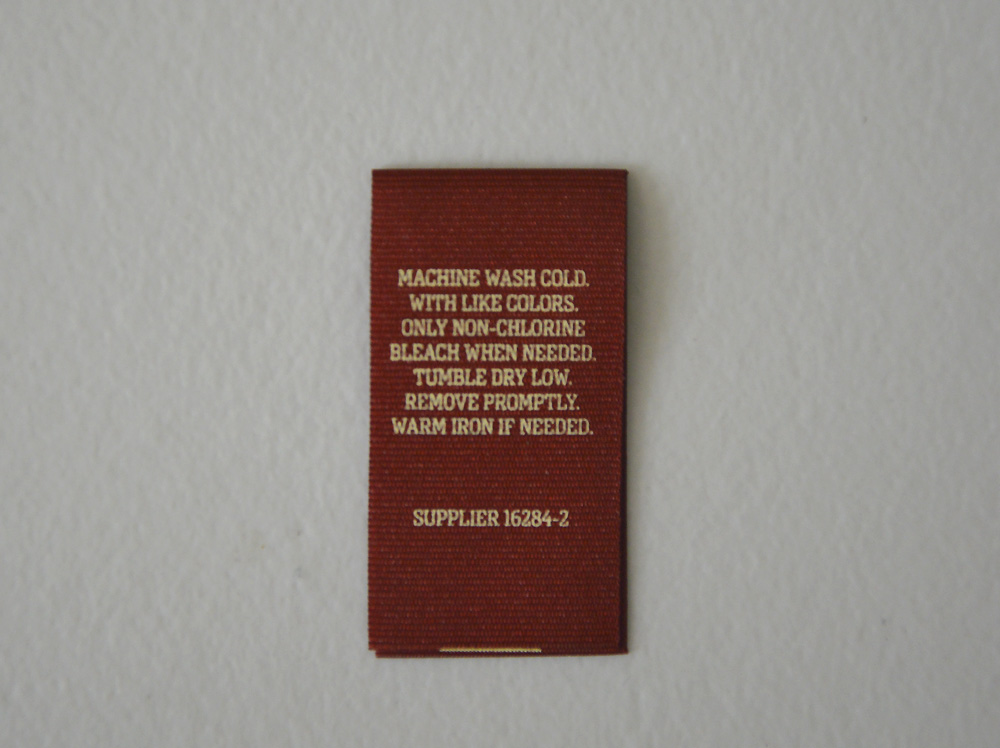 MACHINE WASH COLD.
WITH LIKE COLORS.
ONLY NON-CHLORINE
BLEACH WHEN NEEDED.
TUMBLE DRY LOW.
REMOVE PROMPTLY.
WARM IRON IF NEEDED.
SUPPLIER 16284-2